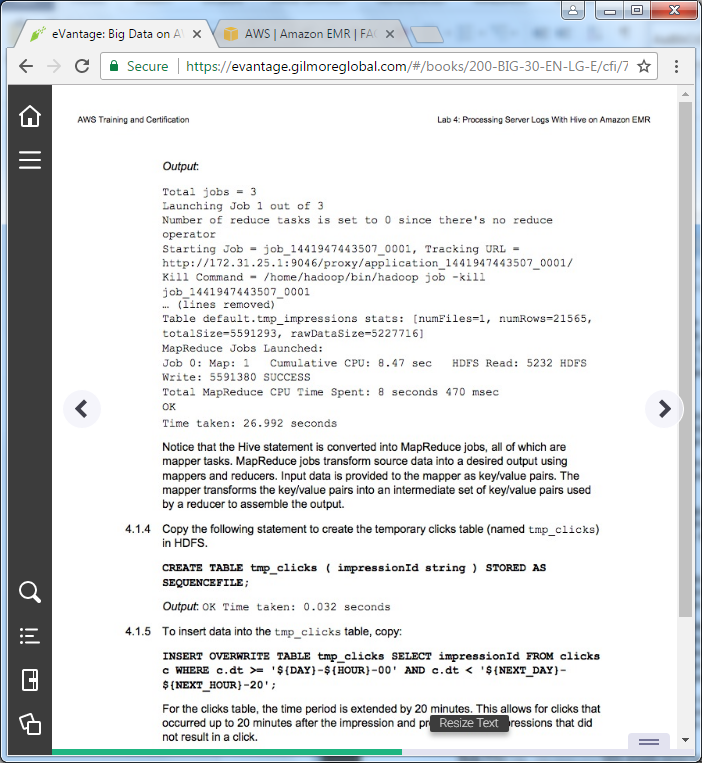 eVantage: Big Data on A
AWS | Amazon EMR | FA
Secure
https://evantage.gilmoreglobal.com/#/books/200-BIG-30-EN-LG-E/cfi/7
AWS Training and Certification
Lab 4: Processing Server Logs With Hive on Amazon EMR
Output:
Total jobs = 3
Launching Job 1 out of 3
Number of reduce tasks is set to 0 since there's no reduce
operator
Starting Job = job_1441947443507_0001, Tracking URL =
http://172.31.25.1:9046/proxy/application_1441947443507_0001/
Kill Command = /home/hadoop/bin/hadoop job -kill
job_1441947443507_0001
… (lines removed)
Table default.tmp_impressions stats: [numFiles=1, numRows=21565,
totalSize=5591293, rawDataSize=5227716]
MapReduce Jobs Launched:
Job 0: Map: 1 Cumulative CPU: 8.47 sec HDFS Read: 5232 HDFS
Write: 5591380 SUCCESS
Total MapReduce CPU Time Spent: 8 seconds 470 msec
OK
Time taken: 26.992 seconds
Notice that the Hive statement is converted into MapReduce jobs, all of which are
mapper tasks. MapReduce jobs transform source data into a desired output using
mappers and reducers. Input data is provided to the mapper as key/value pairs. The
mapper transforms the key/value pairs into an intermediate set of key/value pairs used
by a reducer to assemble the output.
4.1.4 Copy the following statement to create the temporary clicks table (named tmp_clicks)
in HDFS.
CREATE TABLE tmp_clicks ( impressionId string ) STORED AS
SEQUENCEFILE;
Output: OK Time taken: 0.032 seconds
4.1.5 To insert data into the tmp_clicks table, copy:
INSERT OVERWRITE TABLE tmp_clicks SELECT impressionId FROM clicks
c WHERE c.dt >= '${DAY}-${HOUR}-00' AND c.dt < '${NEXT_DAY}-
${NEXT_HOUR}-20';
For the clicks table, the time period is extended by 20 minutes. This allows for clicks that
occurred up to 20 minutes after the impression and pr ressions that did
Resize Text
not result in a click.